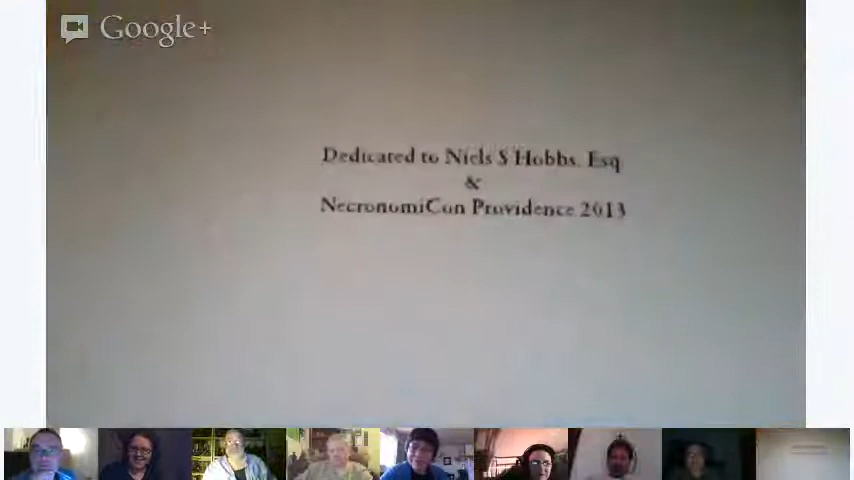 Google+
Dedicated to Niels S Hobbs, Esq
&
NecronomiCon Providence 2013